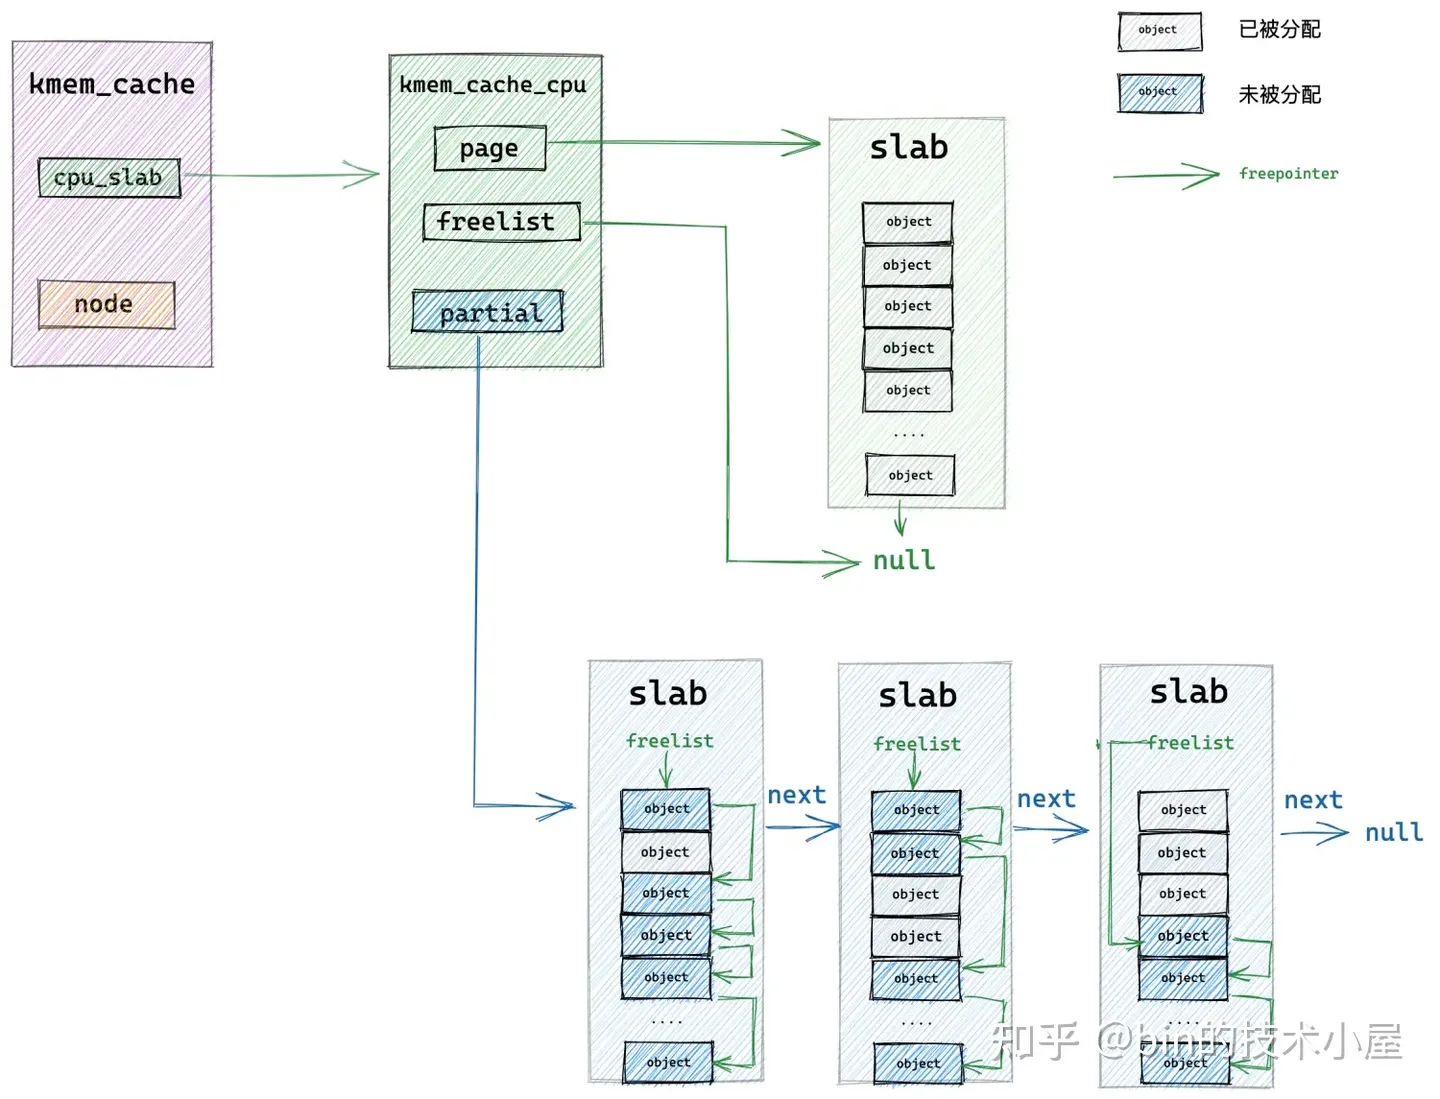 kmem_cache
cpu_slab
node
kmem_cache_cpu
page
freelist
partial
slab
object
object
object
object
object
....
object
null
object 已被分配
object 未被分配
freepointer
slab
freelist
object
object
object
object
object
....
object
next
slab
freelist
object
object
object
object
object
....
object
next
slab
freelist
object
object
object
object
object
....
object
next
null
知乎 @bin的技术小屋